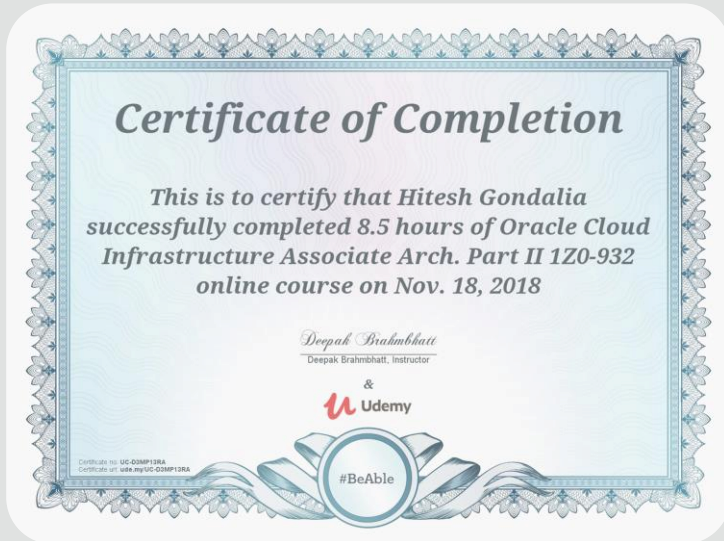 Certificate of Completion
This is to certify that Hitesh Gondalia
successfully completed 8.5 hours of Oracle Cloud
Infrastructure Associate Arch. Part II 1Z0-932
online course on Nov. 18, 2018
Deepak Brahmbhatt
Deepak Brahmbhatt, Instructor
&
Udemy
Certificate no: UC-D3MP13RA
Certificate url: ude.my/UC-D3MP13RA
#BeAble